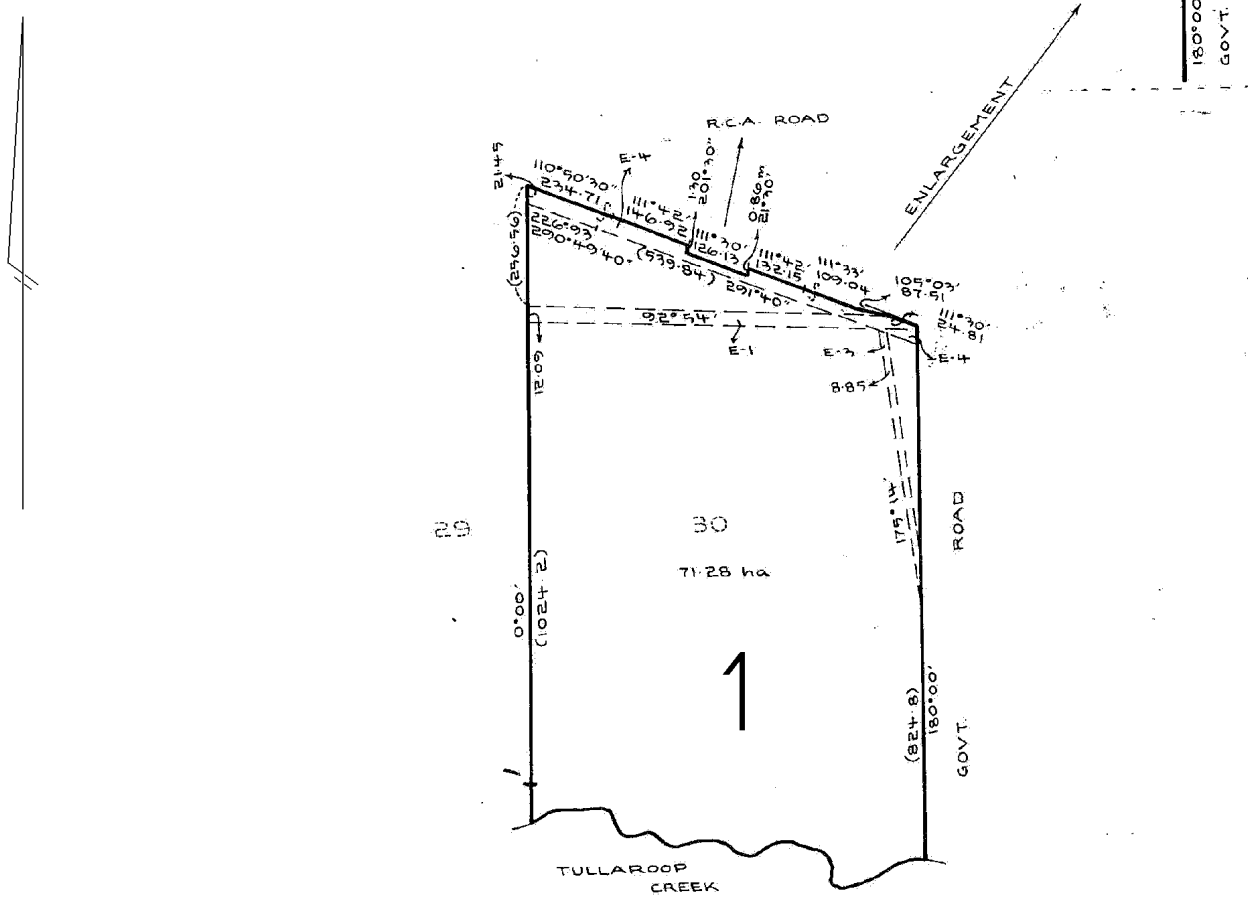 180°00'
GOVT.
ENLARGEMENT
R.C.A. ROAD
21.45
110°50'30"
234.71
E-4
111°42'
146.92
1.30
201°30"
111°30'
126.13
0.86m
21°30'
111°42'
132.15
111°33'
109.04
105°03'
87.51
111°30'
24.81
(256.56)
226.93
290°49'40"
(539.84)
291°40"
92°54'
E-1
E-3
E-4
12.09
8.85
175°14'
29
30
71.28 ha
ROAD
0°00'
(1024.2)
1
(824.8)
180°00'
GOVT.
TULLAROOP
CREEK